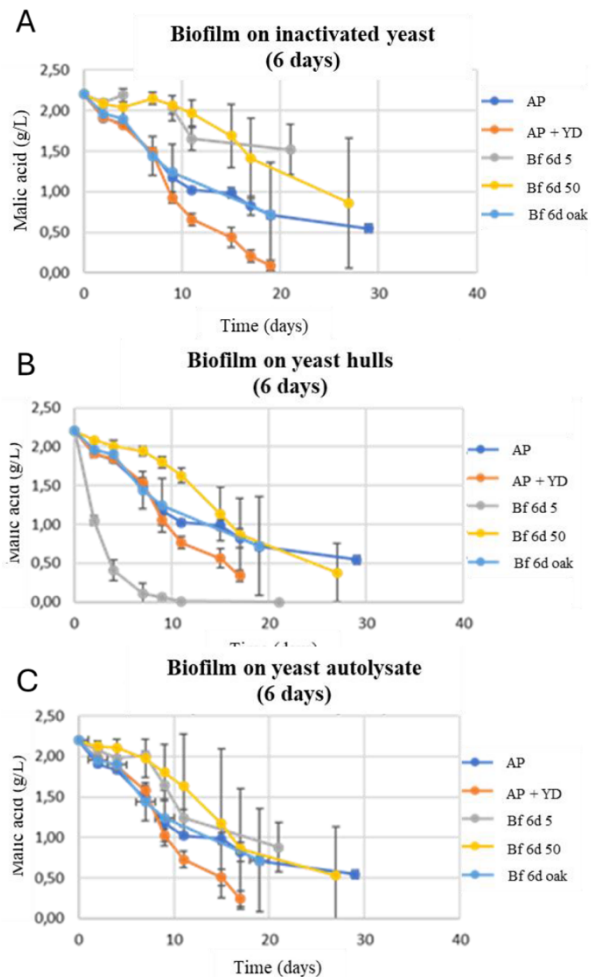 A
Biofilm on inactivated yeast
(6 days)
2,50
2,00
1,50
1,00
0,50
0,00
0
10
20
30
40
Malic acid (g/L)
Time (days)
AP
AP + YD
Bf 6d 5
Bf 6d 50
Bf 6d oak
B
Biofilm on yeast hulls
(6 days)
2,50
2,00
1,50
1,00
0,50
0,00
0
10
20
30
40
Malic acid (g/L)
Time (days)
AP
AP + YD
Bf 6d 5
Bf 6d 50
Bf 6d oak
C
Biofilm on yeast autolysate
(6 days)
2,50
2,00
1,50
1,00
0,50
0,00
0
10
20
30
40
Malic acid (g/L)
Time (days)
AP
AP + YD
Bf 6d 5
Bf 6d 50
Bf 6d oak